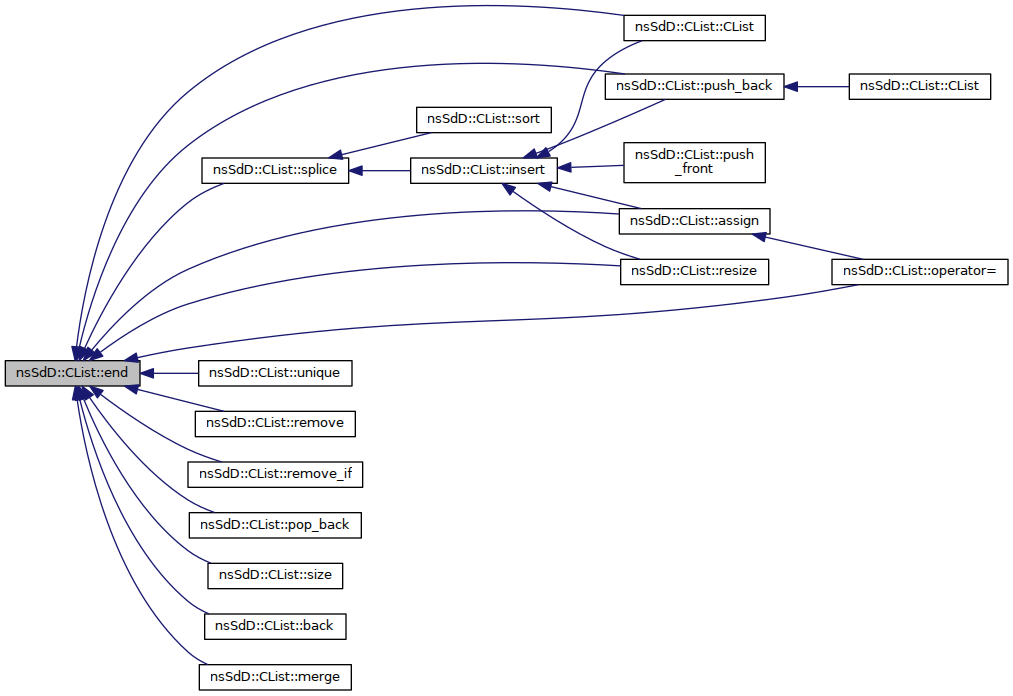 nsSdD::CList::CList
nsSdD::CList::push_back
nsSdD::CList::CList
nsSdD::CList::sort
nsSdD::CList::push
_front
nsSdD::CList::splice
nsSdD::CList::insert
nsSdD::CList::assign
nsSdD::CList::resize
nsSdD::CList::operator=
nsSdD::CList::end
nsSdD::CList::unique
nsSdD::CList::remove
nsSdD::CList::remove_if
nsSdD::CList::pop_back
nsSdD::CList::size
nsSdD::CList::back
nsSdD::CList::merge